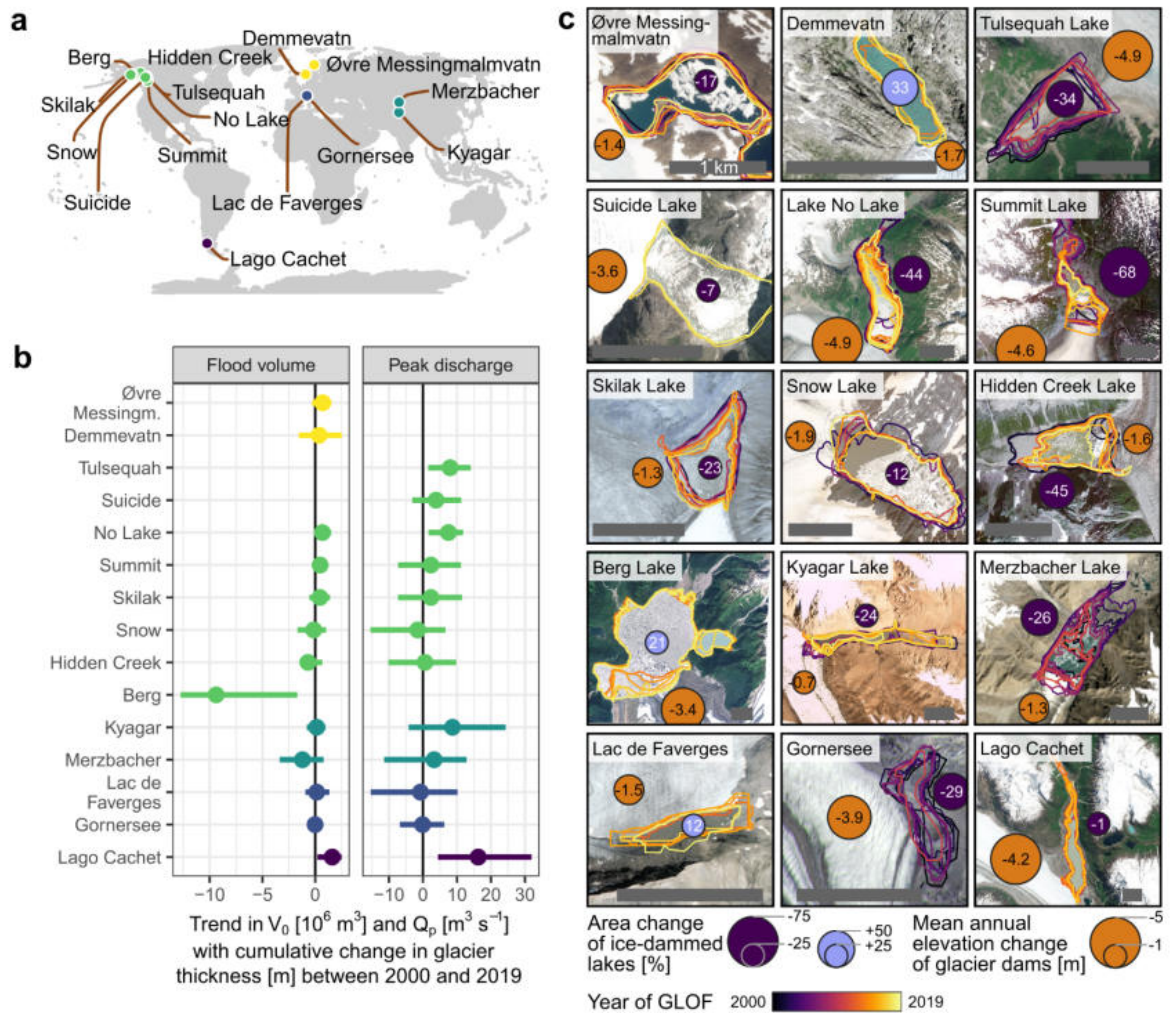 a
Demmevatn
Hidden Creek
Berg
Øvre Messingmalmvatn
Merzbacher
Tulsequah
Skilak
No Lake
Snow
Summit
Gornersee
Kyagar
Suicide
Lac de Faverges
Lago Cachet
b
Flood volume
Peak discharge
Øvre
Messingm.
Demmevatn
Tulsequah
Suicide
No Lake
Summit
Skilak
Snow
Hidden Creek
Berg
Kyagar
Merzbacher
Lac de
Faverges
Gornersee
Lago Cachet
−10 −5 0 0 10 20 30
Trend in V₀ [10⁶ m³] and Qₚ [m³ s⁻¹]
with cumulative change in glacier
thickness [m] between 2000 and 2019
c
Øvre Messing-
malmvatn
-17
-1.4
1 km
Demmevatn
33
-1.7
Tulsequah Lake
-4.9
-34
Suicide Lake
-3.6
-7
Lake No Lake
-44
-4.9
Summit Lake
-68
-4.6
Skilak Lake
-1.3
-23
Snow Lake
-1.9
-12
Hidden Creek Lake
-1.6
-45
Berg Lake
21
-3.4
Kyagar Lake
-24
-0.7
Merzbacher Lake
-26
-1.3
Lac de Faverges
-1.5
12
Gornersee
-29
-3.9
Lago Cachet
-1
-4.2
Area change
of ice-dammed
lakes [%]
-75
-25
+50
+25
Mean annual
elevation change
of glacier dams [m]
-5
-1
Year of GLOF 2000 2019